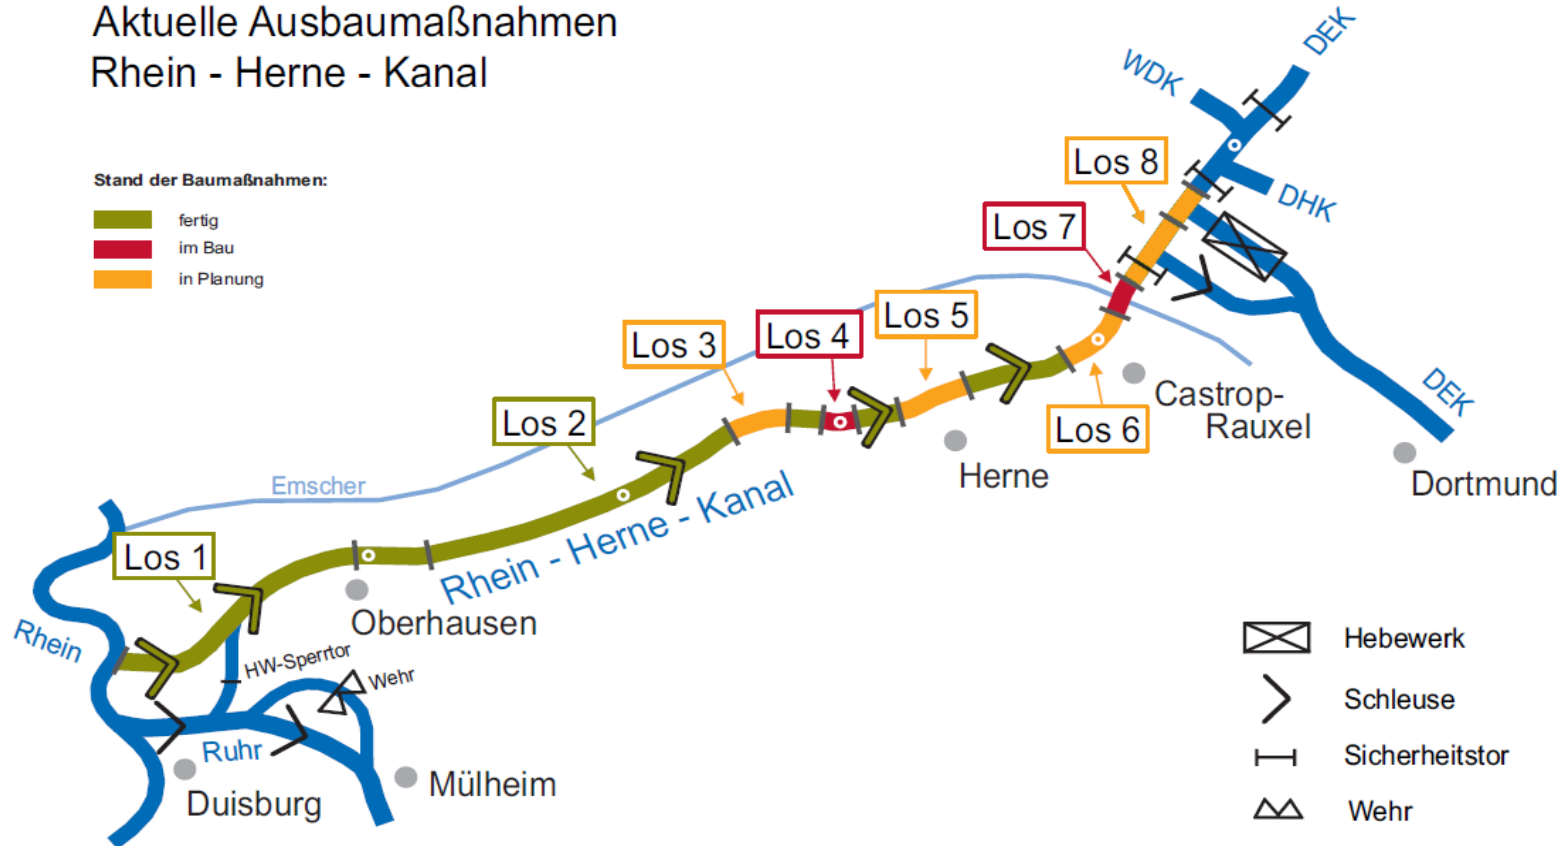 Aktuelle Ausbaumaßnahmen
Rhein - Herne - Kanal
Stand der Baumaßnahmen:
fertig
im Bau
in Planung
DEK
WDK
DHK
Los 8
Los 7
Los 5
Los 4
Los 3
Los 6
Los 2
Los 1
Castrop-
Rauxel
DEK
Herne
Dortmund
Emscher
Rhein - Herne - Kanal
Oberhausen
Rhein
HW-Sperrtor
Wehr
Ruhr
Mülheim
Duisburg
Hebewerk
Schleuse
Sicherheitstor
Wehr